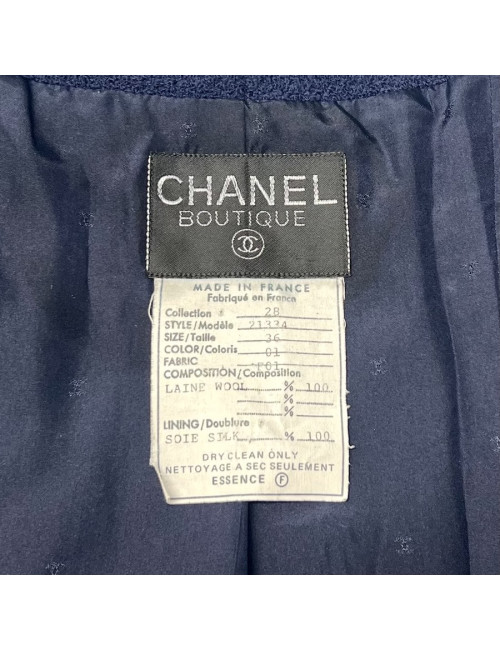 CHANEL
BOUTIQUE
MADE IN FRANCE
Fabriqué en France
Collection 28
STYLE/Modèle 21334
SIZE/Taille 36
COLOR/Coloris 01
FABRIC F01
COMPOSITION/Composition
LAINE WOOL % 100
%
%
LINING/Doublure
SOIE SILK % 100
DRY CLEAN ONLY
NETTOYAGE A SEC SEULEMENT
ESSENCE F